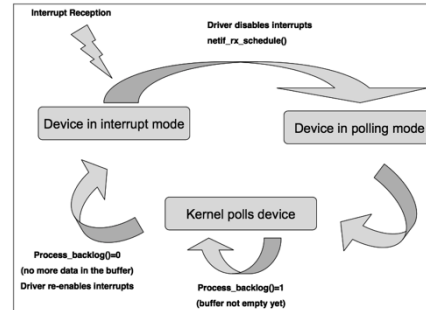 Interrupt Reception
Driver disables interrupts
netif_rx_schedule()
Device in interrupt mode
Device in polling mode
Kernel polls device
Process_backlog()=0
(no more data in the buffer)
Driver re-enables interrupts
Process_backlog()=1
(buffer not empty yet)